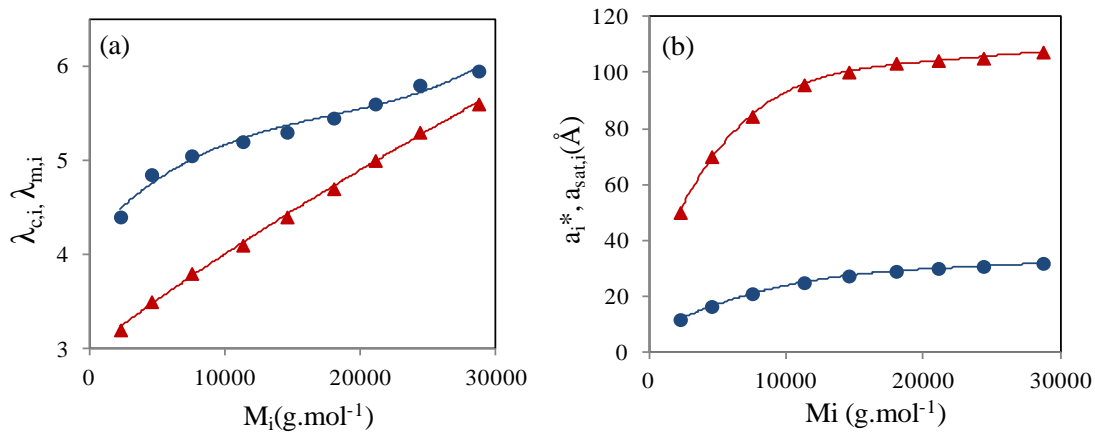 (a)
6
5
4
3
λc,i, λm,i
0 10000 20000 30000
Mi(g.mol-1)
(b)
120
100
80
60
40
20
0
ai*, asat,i(Å)
0 10000 20000 30000
Mi (g.mol-1)